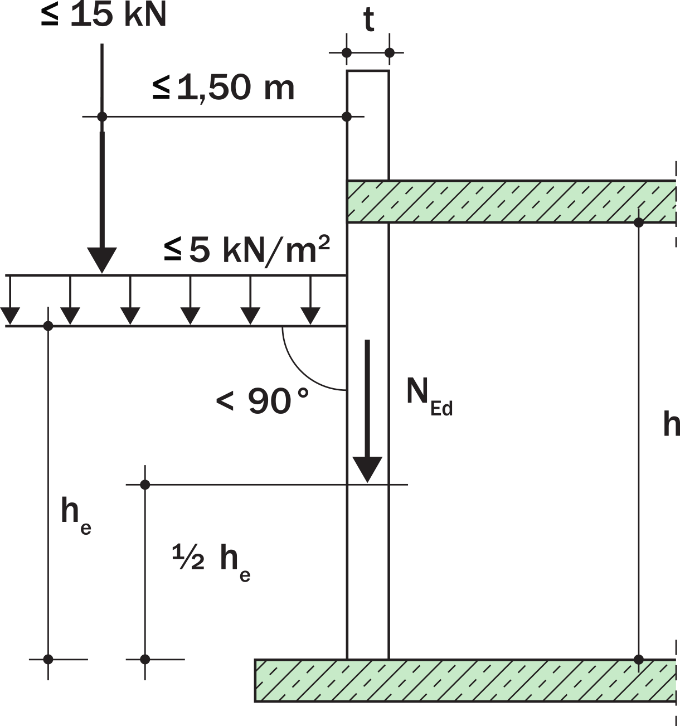 ≤ 15 kN
t
≤ 1,50 m
≤ 5 kN/m²
< 90°
N_Ed
h
h_e
½ h_e